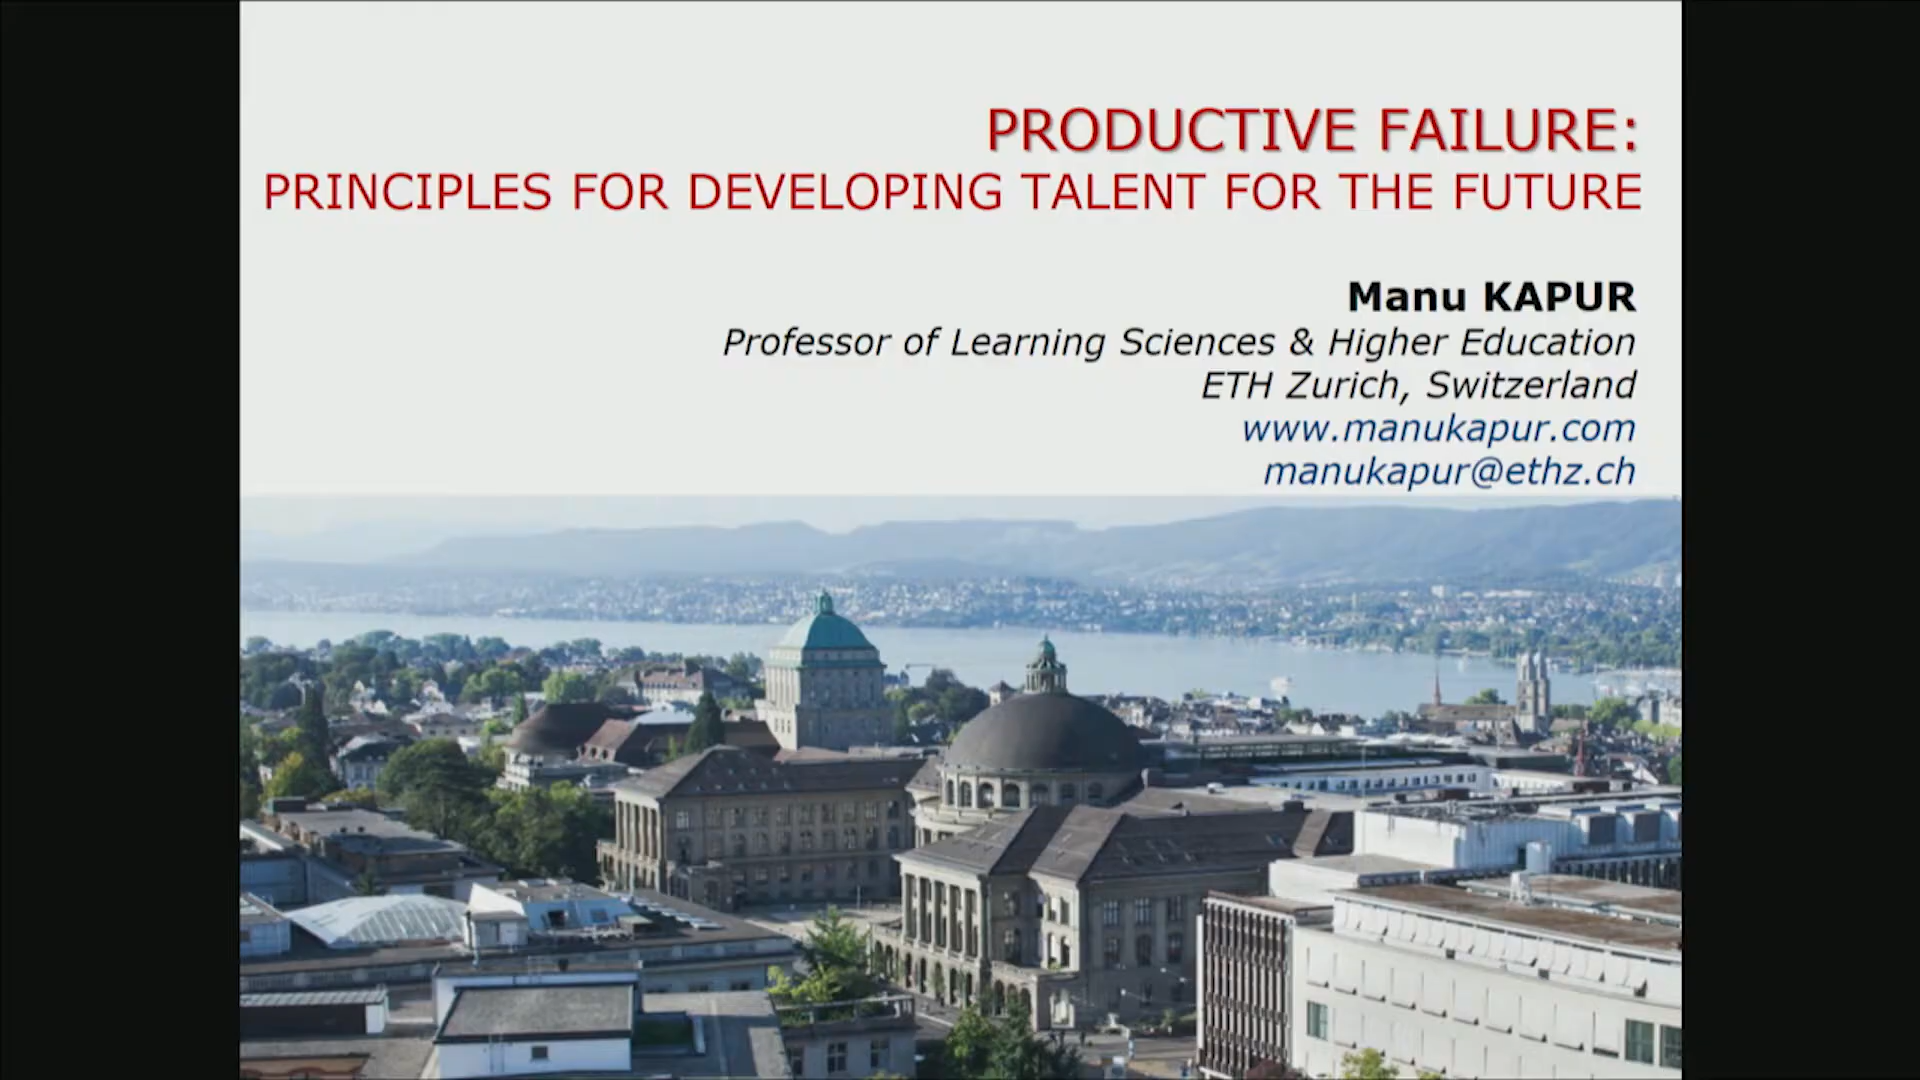 PRODUCTIVE FAILURE:
PRINCIPLES FOR DEVELOPING TALENT FOR THE FUTURE
Manu KAPUR
Professor of Learning Sciences & Higher Education
ETH Zurich, Switzerland
www.manukapur.com
manukapur@ethz.ch